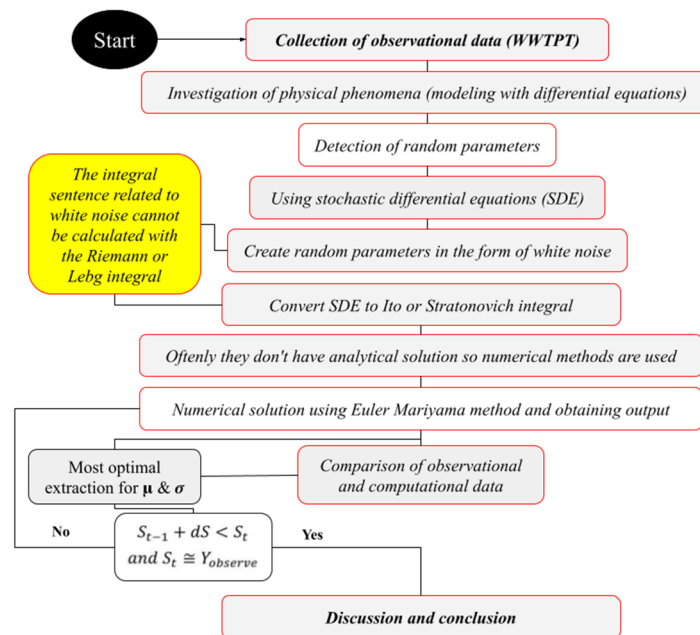 Start
Collection of observational data (WWTPT)
Investigation of physical phenomena (modeling with differential equations)
Detection of random parameters
The integral
sentence related to
white noise cannot
be calculated with
the Riemann or
Lebg integral
Using stochastic differential equations (SDE)
Create random parameters in the form of white noise
Convert SDE to Ito or Stratonovich integral
Oftenly they don't have analytical solution so numerical methods are used
Numerical solution using Euler Mariyama method and obtaining output
Most optimal
extraction for μ & σ
Comparison of observational
and computational data
No
S_{t−1} + dS < S_t
and S_t ≅ Y_{observe}
Yes
Discussion and conclusion